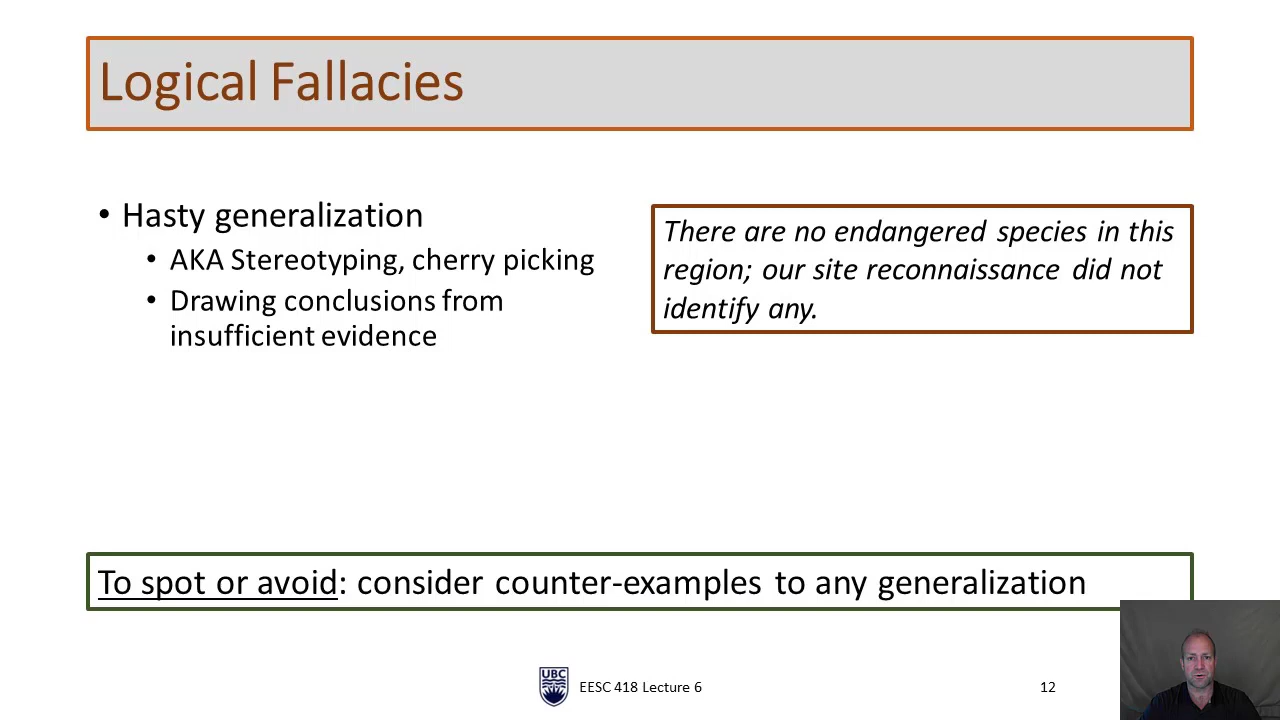 Logical Fallacies
• Hasty generalization
• AKA Stereotyping, cherry picking
• Drawing conclusions from
insufficient evidence
There are no endangered species in this
region; our site reconnaissance did not
identify any.
To spot or avoid: consider counter-examples to any generalization
UBC
EESC 418 Lecture 6
12